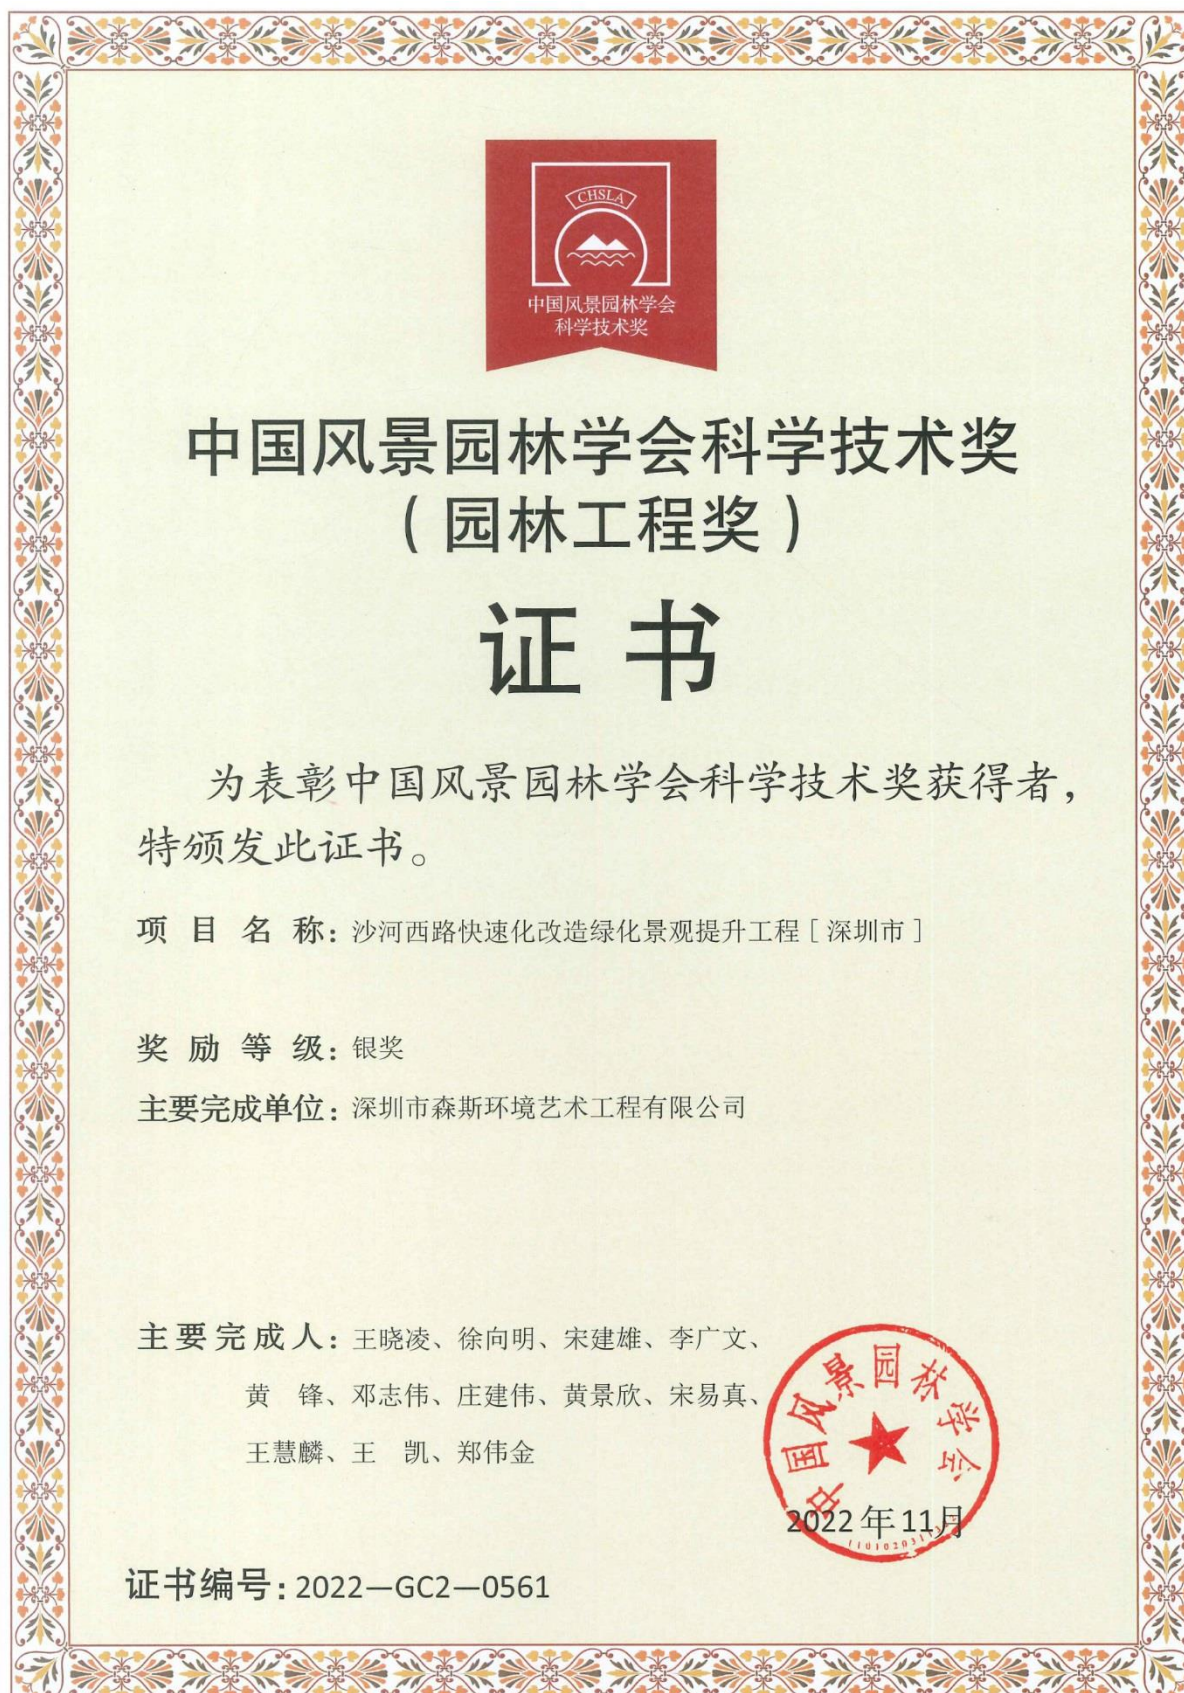 CHSLA
中国风景园林学会
科学技术奖
中国风景园林学会科学技术奖
（园林工程奖）
证书
为表彰中国风景园林学会科学技术奖获得者，
特颁发此证书。
项目名称：沙河西路快速化改造绿化景观提升工程［深圳市］
奖励等级：银奖
主要完成单位：深圳市森斯环境艺术工程有限公司
主要完成人：王晓凌、徐向明、宋建雄、李广文、
黄　锋、邓志伟、庄建伟、黄景欣、宋易真、
王慧麟、王　凯、郑伟金
中国风景园林学会
2022年11月
证书编号：2022—GC2—0561